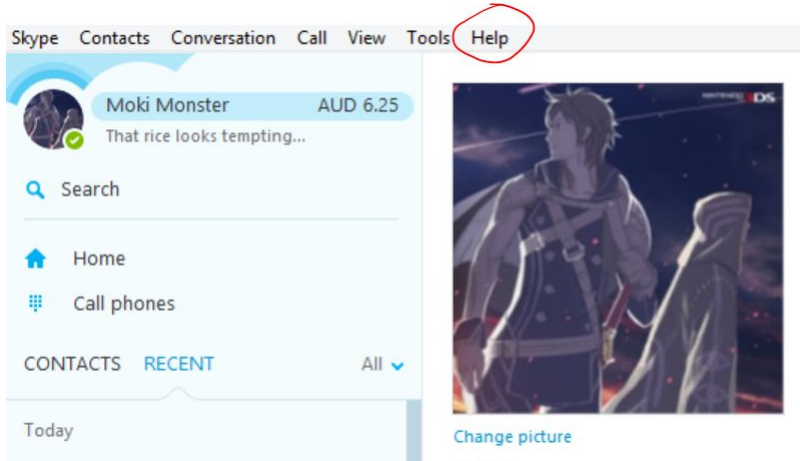 Skype Contacts Conversation Call View Tools Help
Moki Monster AUD 6.25
That rice looks tempting...
Search
Home
Call phones
CONTACTS RECENT All
Today
NINTENDO 3DS
Change picture